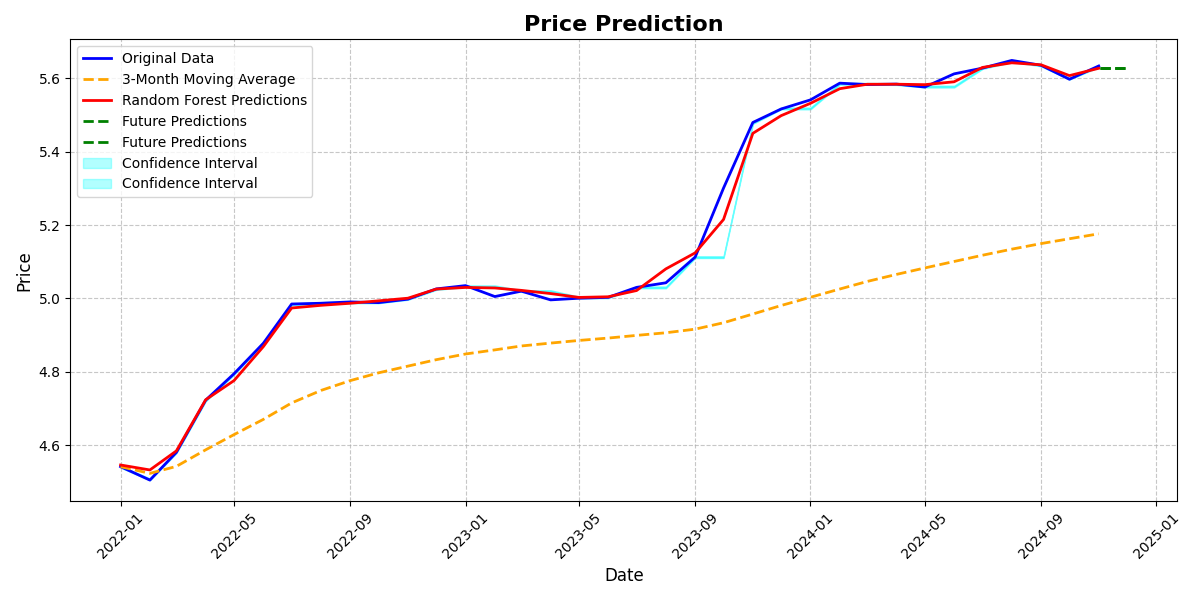 Price Prediction
Original Data
3-Month Moving Average
Random Forest Predictions
Future Predictions
Future Predictions
Confidence Interval
Confidence Interval
5.6
5.4
5.2
5.0
4.8
4.6
Price
2022-01
2022-05
2022-09
2023-01
2023-05
2023-09
2024-01
2024-05
2024-09
2025-01
Date